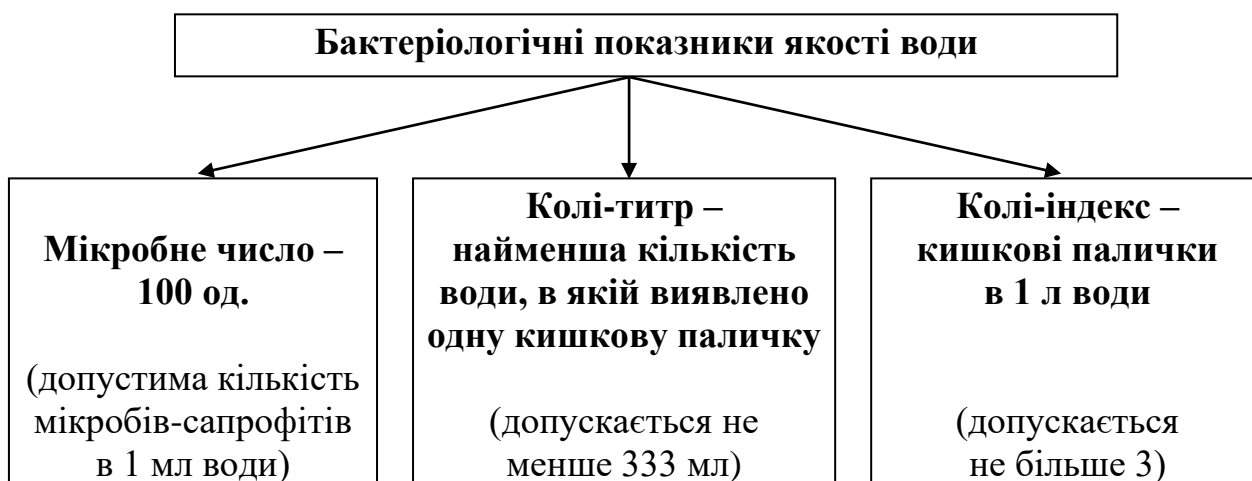 Бактеріологічні показники якості води
Мікробне число –
100 од.
(допустима кількість
мікробів-сапрофітів
в 1 мл води)
Колі-титр –
найменша кількість
води, в якій виявлено
одну кишкову паличку
(допускається не
менше 333 мл)
Колі-індекс –
кишкові палички
в 1 л води
(допускається
не більше 3)